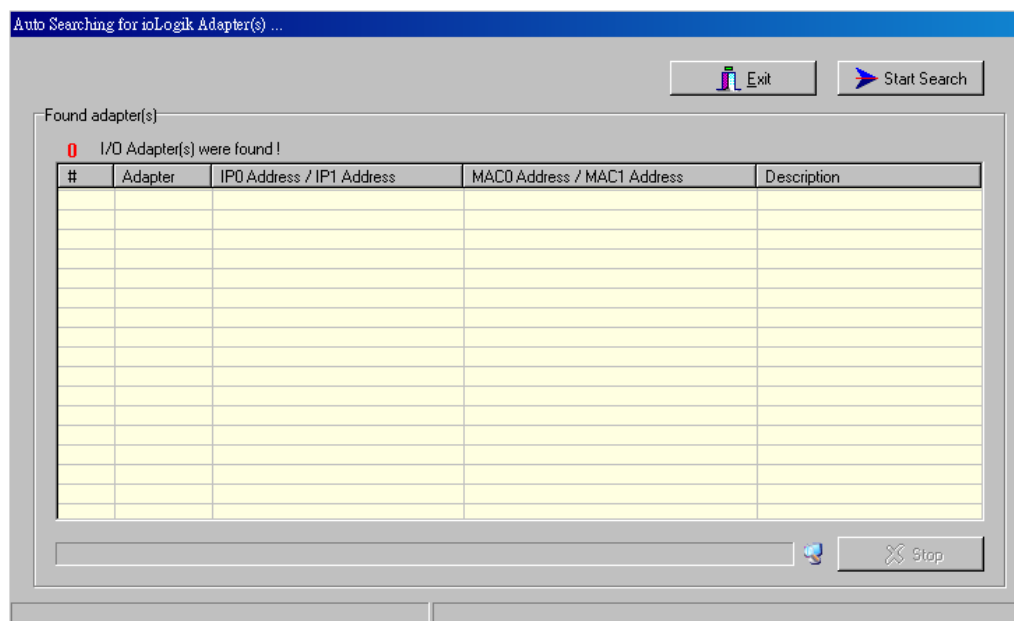 Auto Searching for ioLogik Adapter(s) ...
Exit
Start Search
Found adapter(s)
0 I/O Adapter(s) were found !
# Adapter IP0 Address / IP1 Address MAC0 Address / MAC1 Address Description
Stop